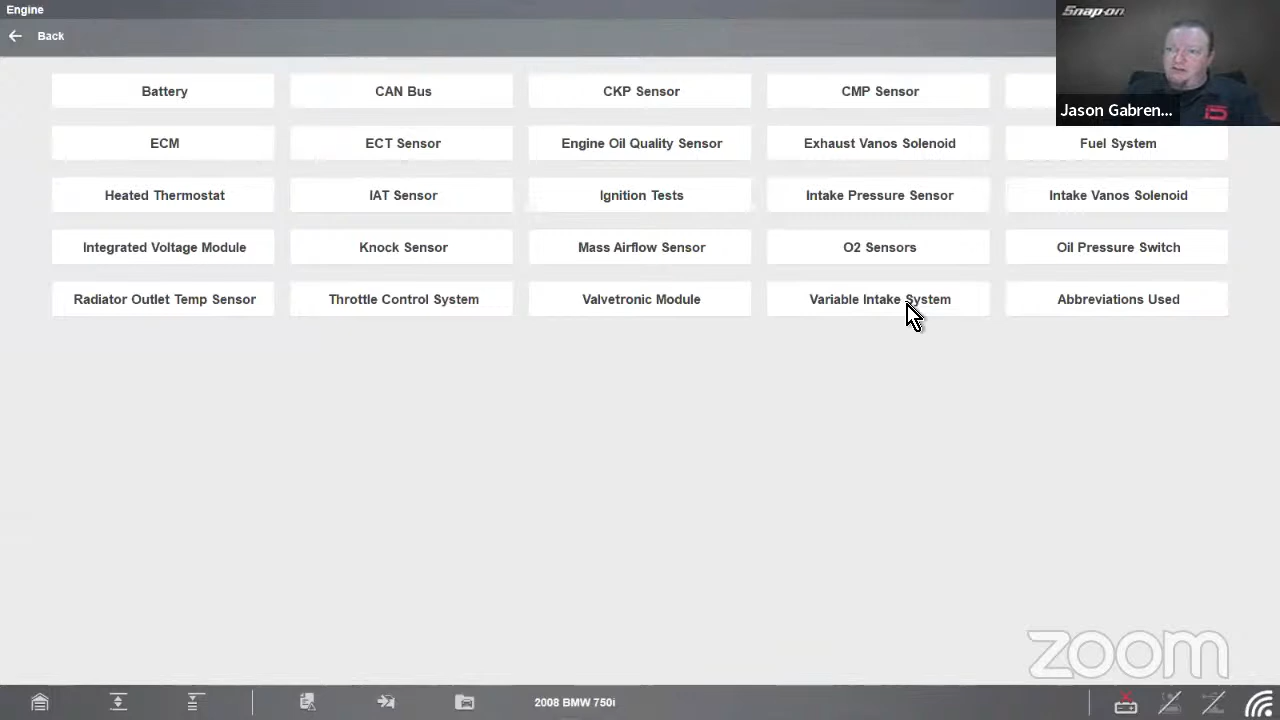 Engine
Back
Snap-on
Jason Gabren...
Battery
CAN Bus
CKP Sensor
CMP Sensor
ECM
ECT Sensor
Engine Oil Quality Sensor
Exhaust Vanos Solenoid
Fuel System
Heated Thermostat
IAT Sensor
Ignition Tests
Intake Pressure Sensor
Intake Vanos Solenoid
Integrated Voltage Module
Knock Sensor
Mass Airflow Sensor
O2 Sensors
Oil Pressure Switch
Radiator Outlet Temp Sensor
Throttle Control System
Valvetronic Module
Variable Intake System
Abbreviations Used
zoom
2008 BMW 750i